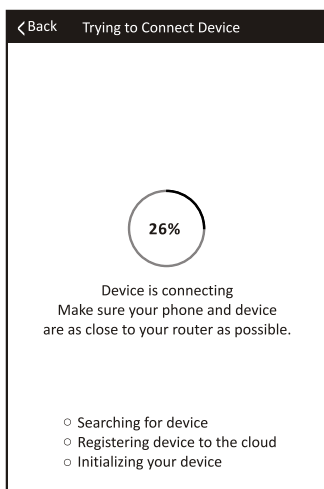 Back Trying to Connect Device
26%
Device is connecting
Make sure your phone and device
are as close to your router as possible.
Searching for device
Registering device to the cloud
Initializing your device